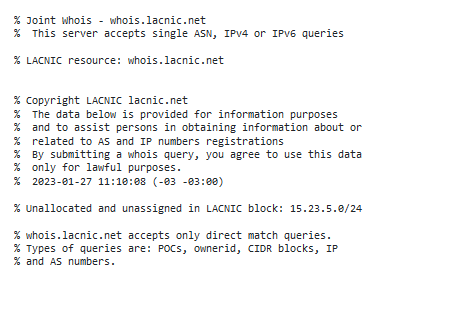 % Joint Whois - whois.lacnic.net
%  This server accepts single ASN, IPv4 or IPv6 queries
% LACNIC resource: whois.lacnic.net
% Copyright LACNIC lacnic.net
%  The data below is provided for information purposes
%  and to assist persons in obtaining information about or
%  related to AS and IP numbers registrations
%  By submitting a whois query, you agree to use this data
%  only for lawful purposes.
%  2023-01-27 11:10:08 (-03 -03:00)
% Unallocated and unassigned in LACNIC block: 15.23.5.0/24
% whois.lacnic.net accepts only direct match queries.
% Types of queries are: POCs, ownerid, CIDR blocks, IP
% and AS numbers.